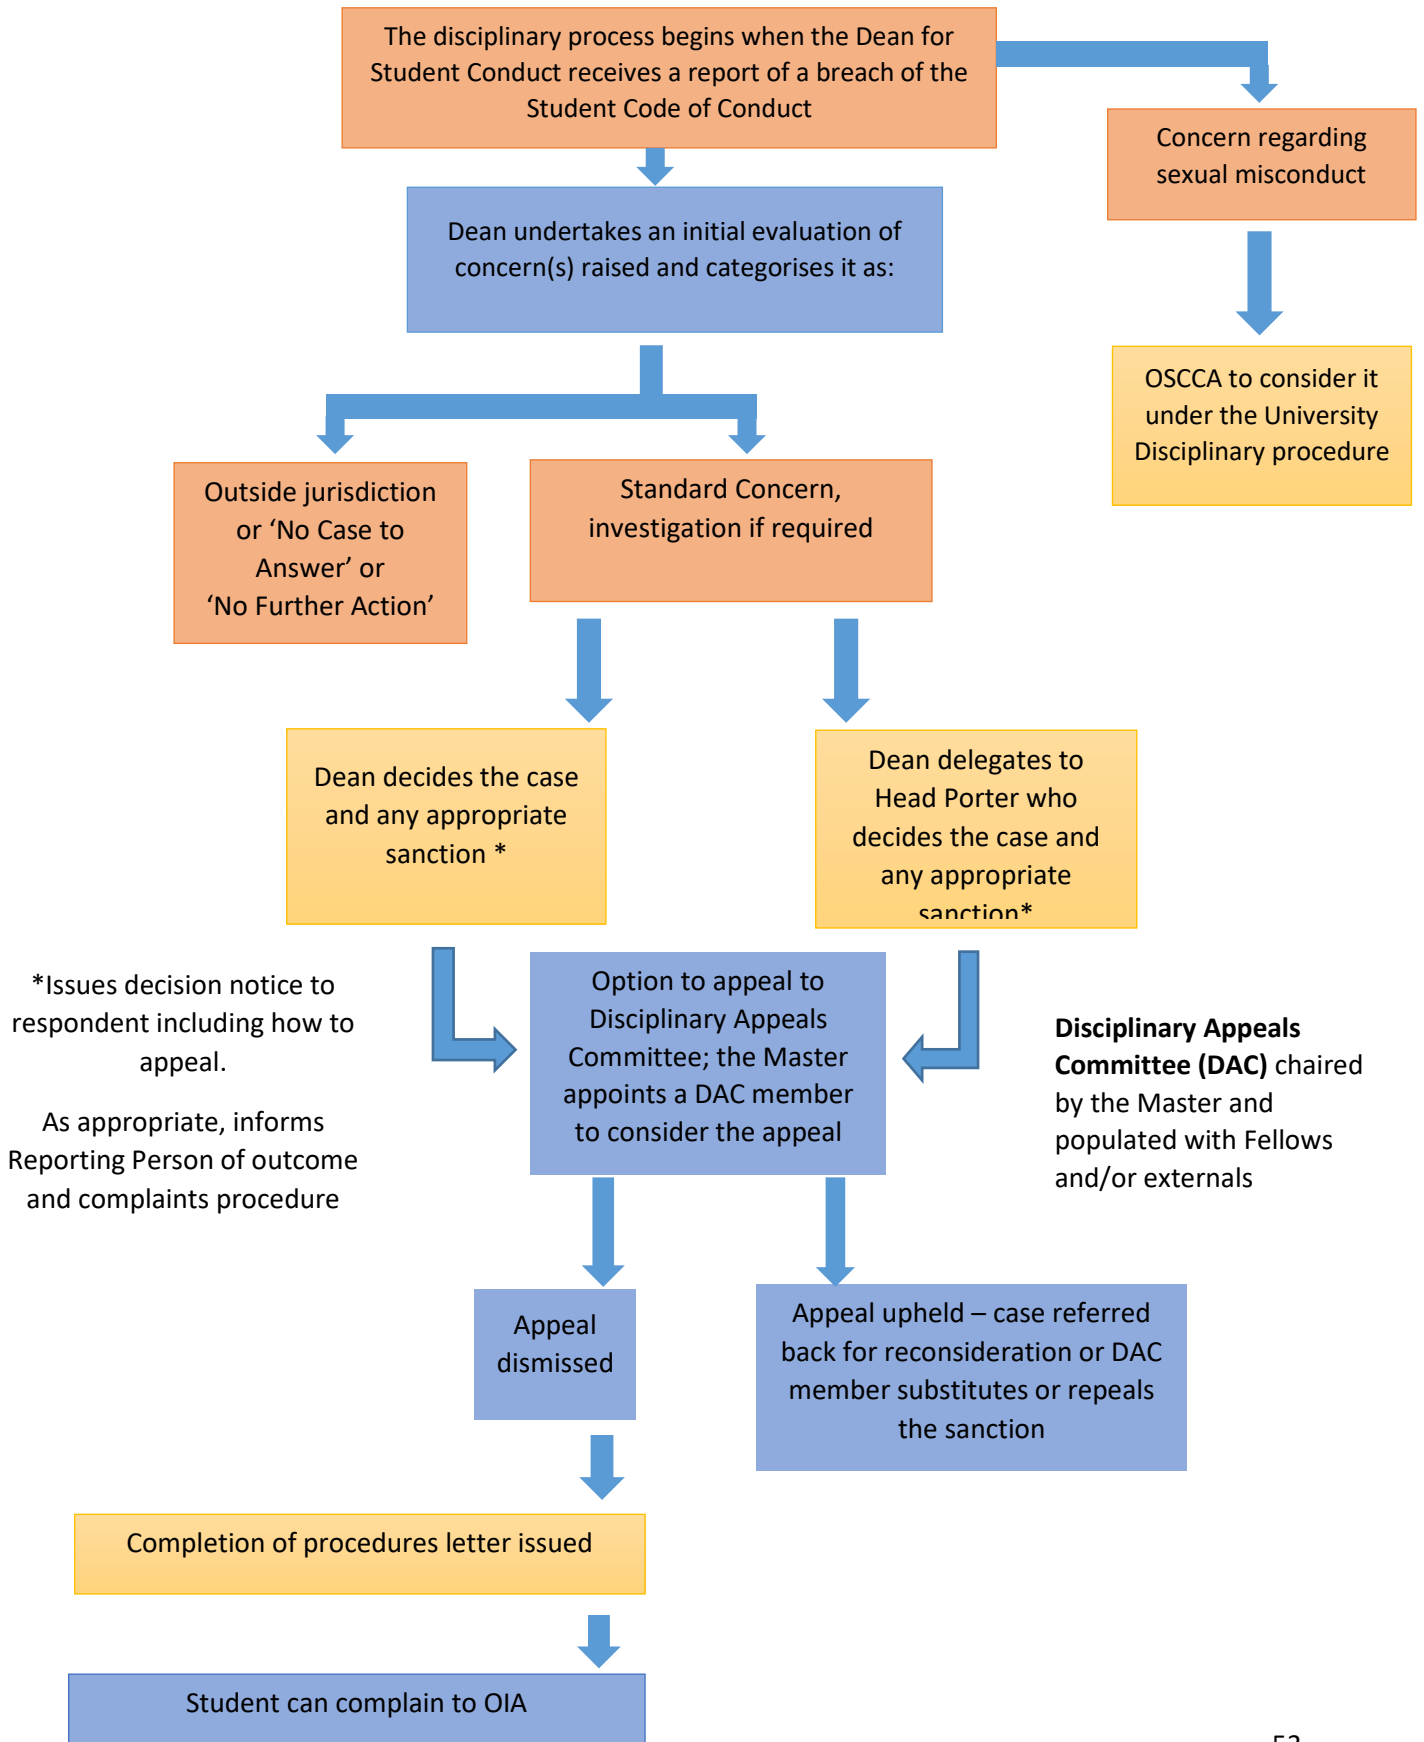 The disciplinary process begins when the Dean for
Student Conduct receives a report of a breach of the
Student Code of Conduct
Concern regarding
sexual misconduct
Dean undertakes an initial evaluation of
concern(s) raised and categorises it as:
OSCCA to consider it
under the University
Disciplinary procedure
Outside jurisdiction
or ‘No Case to
Answer’ or
‘No Further Action’
Standard Concern,
investigation if required
Dean decides the case
and any appropriate
sanction *
Dean delegates to
Head Porter who
decides the case and
any appropriate
sanction*
*Issues decision notice to
respondent including how to
appeal.
As appropriate, informs
Reporting Person of outcome
and complaints procedure
Option to appeal to
Disciplinary Appeals
Committee; the Master
appoints a DAC member
to consider the appeal
Disciplinary Appeals
Committee (DAC) chaired
by the Master and
populated with Fellows
and/or externals
Appeal
dismissed
Appeal upheld – case referred
back for reconsideration or DAC
member substitutes or repeals
the sanction
Completion of procedures letter issued
Student can complain to OIA